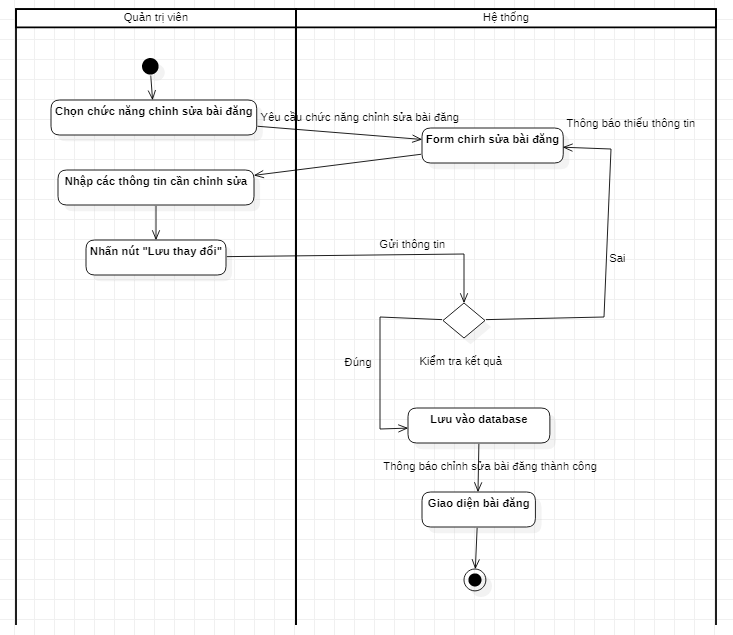 Quản trị viên
Hệ thống
Chọn chức năng chỉnh sửa bài đăng
Yêu cầu chức năng chỉnh sửa bài đăng
Thông báo thiếu thông tin
Form chỉrh sửa bài đăng
Nhập các thông tin cần chỉnh sửa
Nhấn nút "Lưu thay đổi"
Gửi thông tin
Sai
Đúng
Kiểm tra kết quả
Lưu vào database
Thông báo chỉnh sửa bài đăng thành công
Giao diện bài đăng